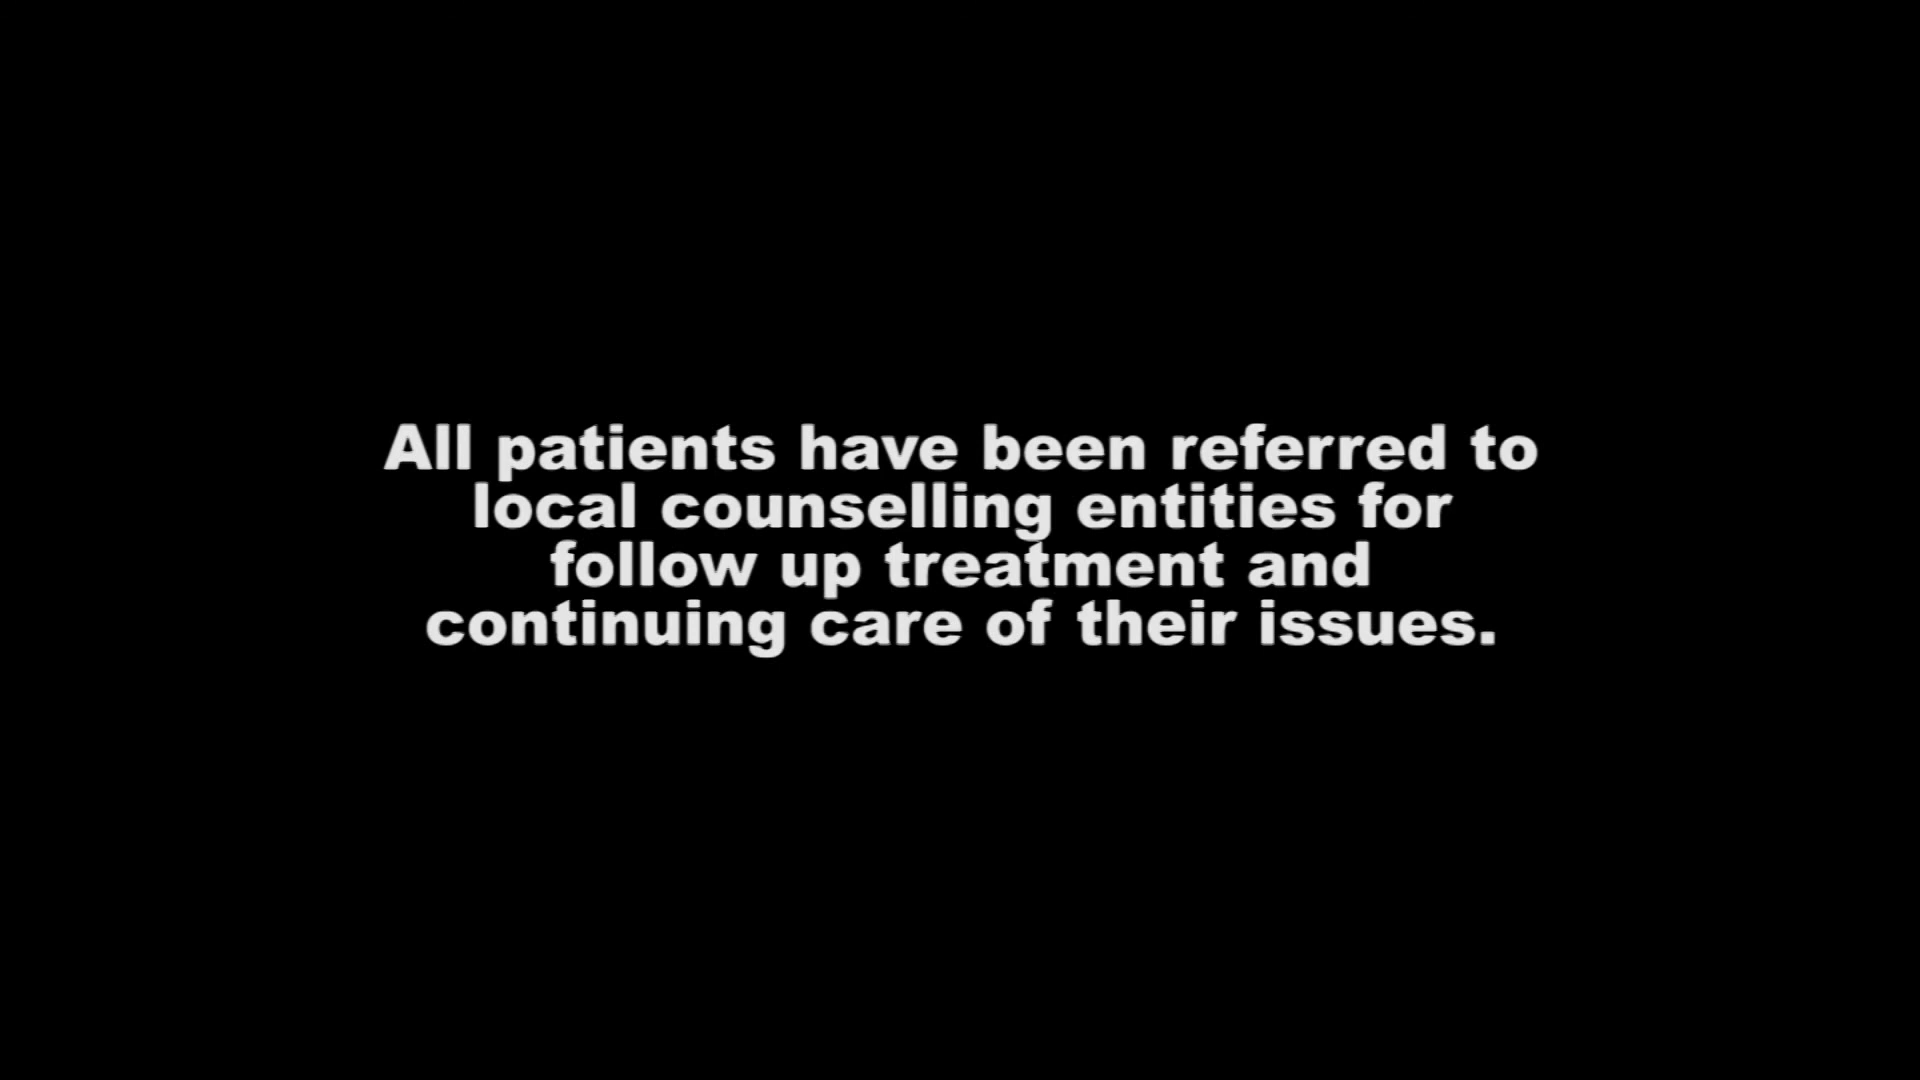 All patients have been referred to
local counselling entities for
follow up treatment and
continuing care of their issues.